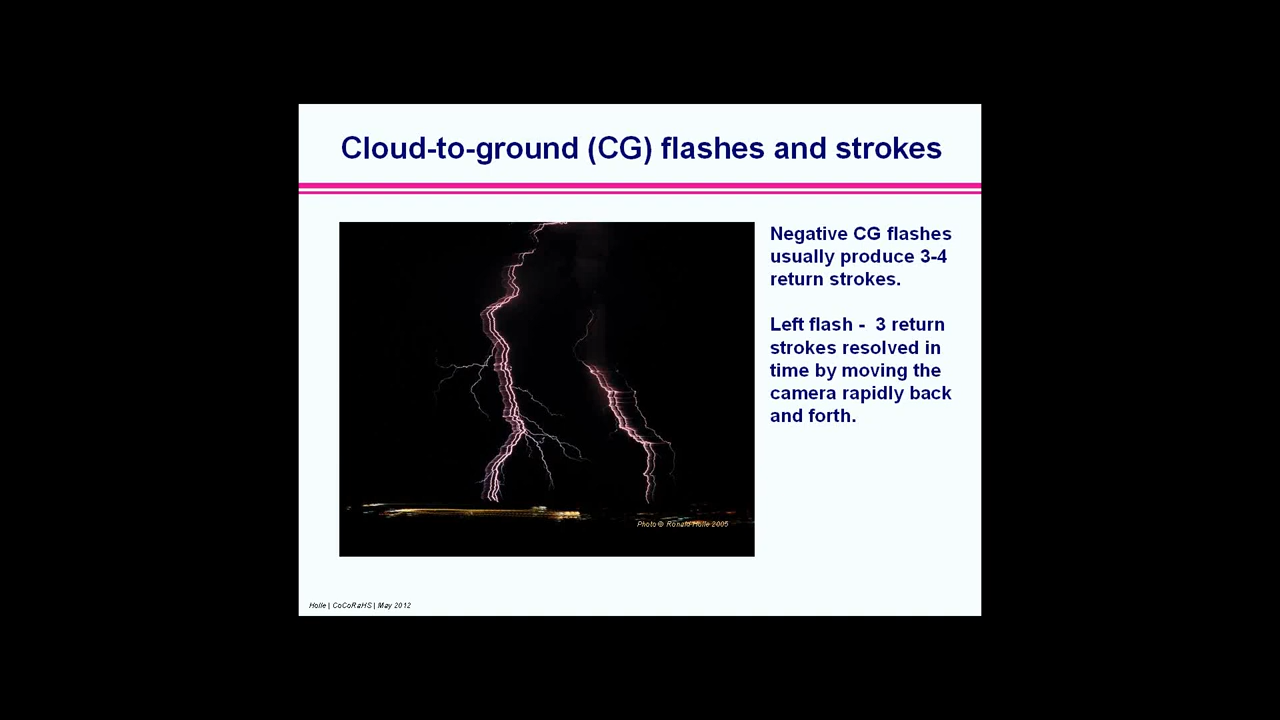 Cloud-to-ground (CG) flashes and strokes
Negative CG flashes
usually produce 3-4
return strokes.
Left flash -  3 return
strokes resolved in
time by moving the
camera rapidly back
and forth.
Photo © Ronald Holle 2005
Holle | CoCoRaHS | May 2012